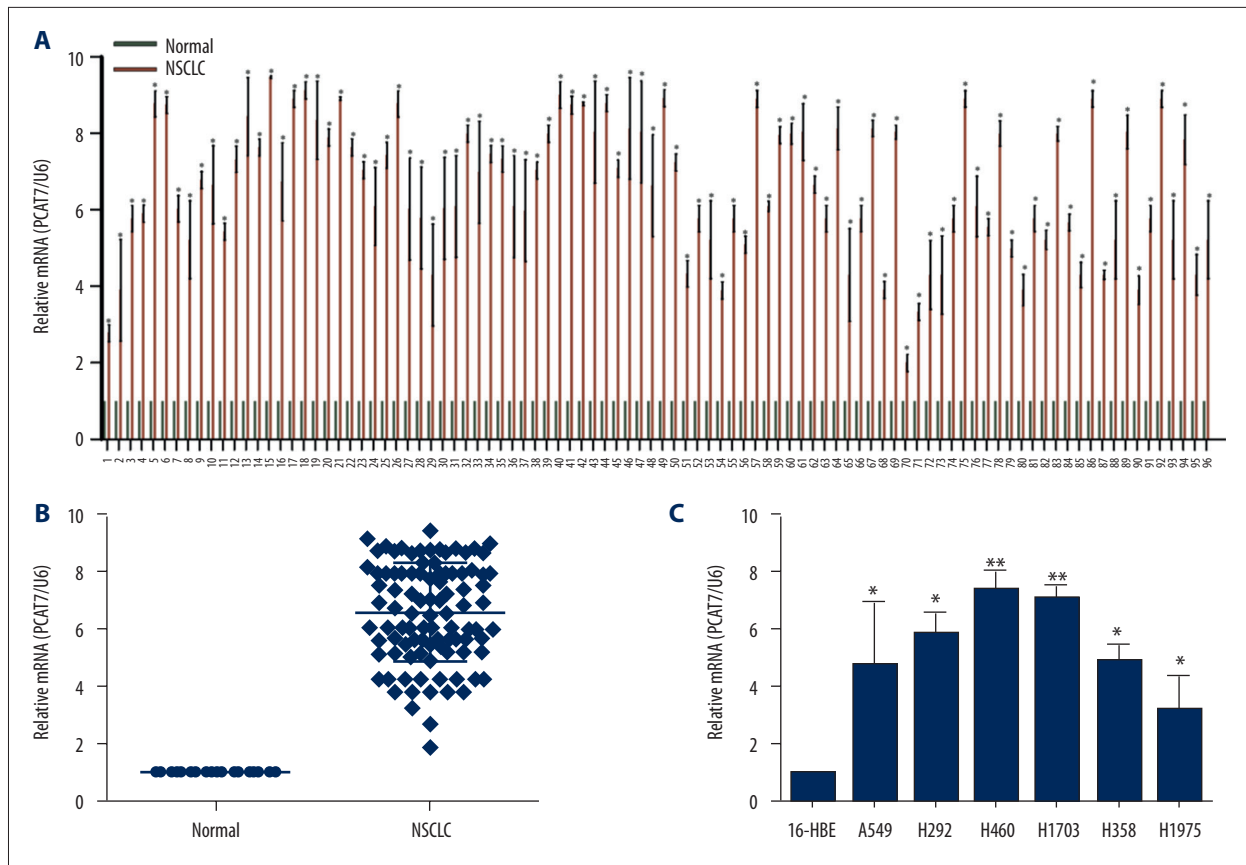 A
Normal
NSCLC
Relative mRNA (PCAT7/U6)
10
8
6
4
2
0
1 2 3 4 5 6 7 8 9 10 11 12 13 14 15 16 17 18 19 20 21 22 23 24 25 26 27 28 29 30 31 32 33 34 35 36 37 38 39 40 41 42 43 44 45 46 47 48 49 50 51 52 53 54 55 56 57 58 59 60 61 62 63 64 65 66 67 68 69 70 71 72 73 74 75 76 77 78 79 80 81 82 83 84 85 86 87 88 89 90 91 92 93 94 95 96
B
Relative mRNA (PCAT7/U6)
10
8
6
4
2
0
Normal NSCLC
C
Relative mRNA (PCAT7/U6)
10
8
6
4
2
0
* * ** ** * *
16-HBE A549 H292 H460 H1703 H358 H1975